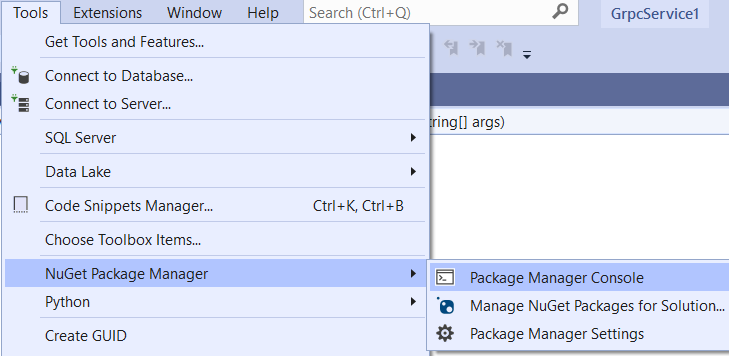 Tools Extensions Window Help Search (Ctrl+Q) GrpcService1
Get Tools and Features...
Connect to Database...
Connect to Server...
tring[] args)
SQL Server
Data Lake
Code Snippets Manager... Ctrl+K, Ctrl+B
Choose Toolbox Items...
NuGet Package Manager
Package Manager Console
Python
Manage NuGet Packages for Solution...
Create GUID
Package Manager Settings